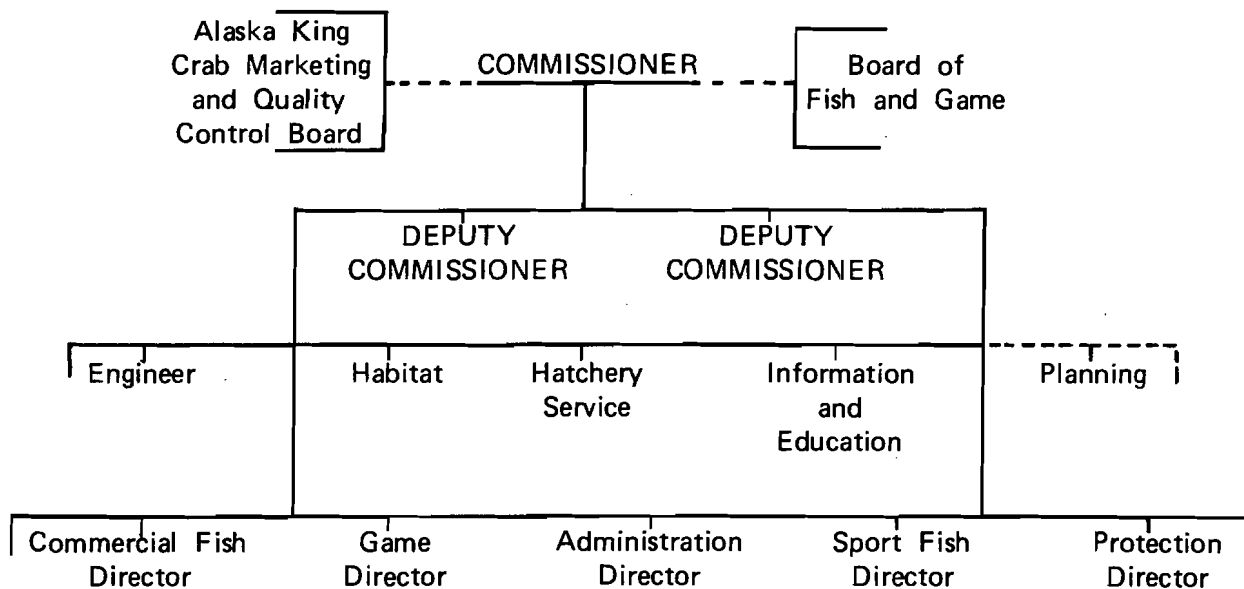 Alaska King
Crab Marketing
and Quality
Control Board
COMMISSIONER
Board of
Fish and Game
DEPUTY
COMMISSIONER
DEPUTY
COMMISSIONER
Engineer
Habitat
Hatchery
Service
Information
and
Education
Planning
Commercial Fish
Director
Game
Director
Administration
Director
Sport Fish
Director
Protection
Director